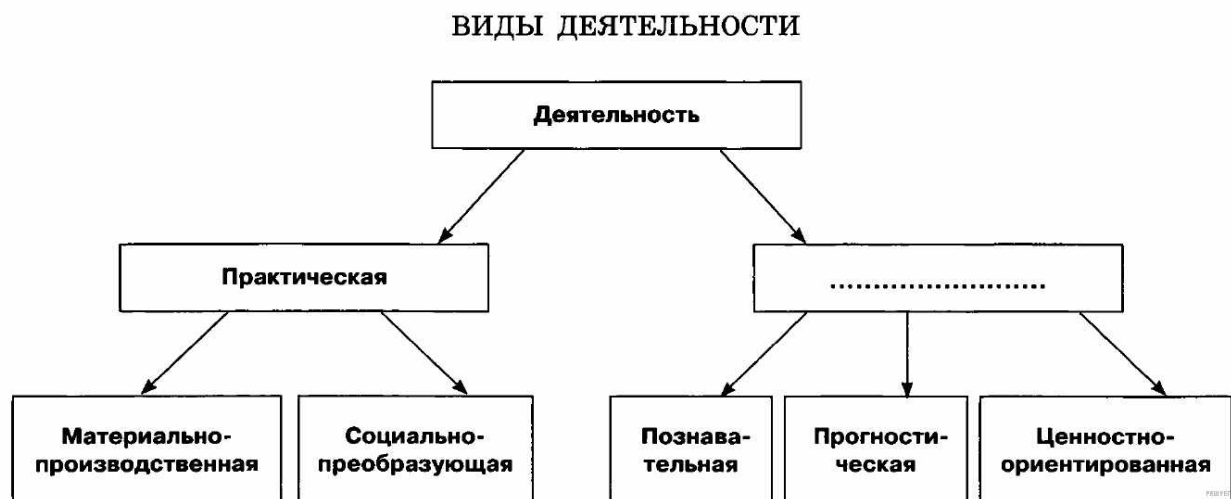 ВИДЫ ДЕЯТЕЛЬНОСТИ
Деятельность
Практическая
........................
Материально-
производственная
Социально-
преобразующая
Познава-
тельная
Прогности-
ческая
Ценностно-
ориентированная